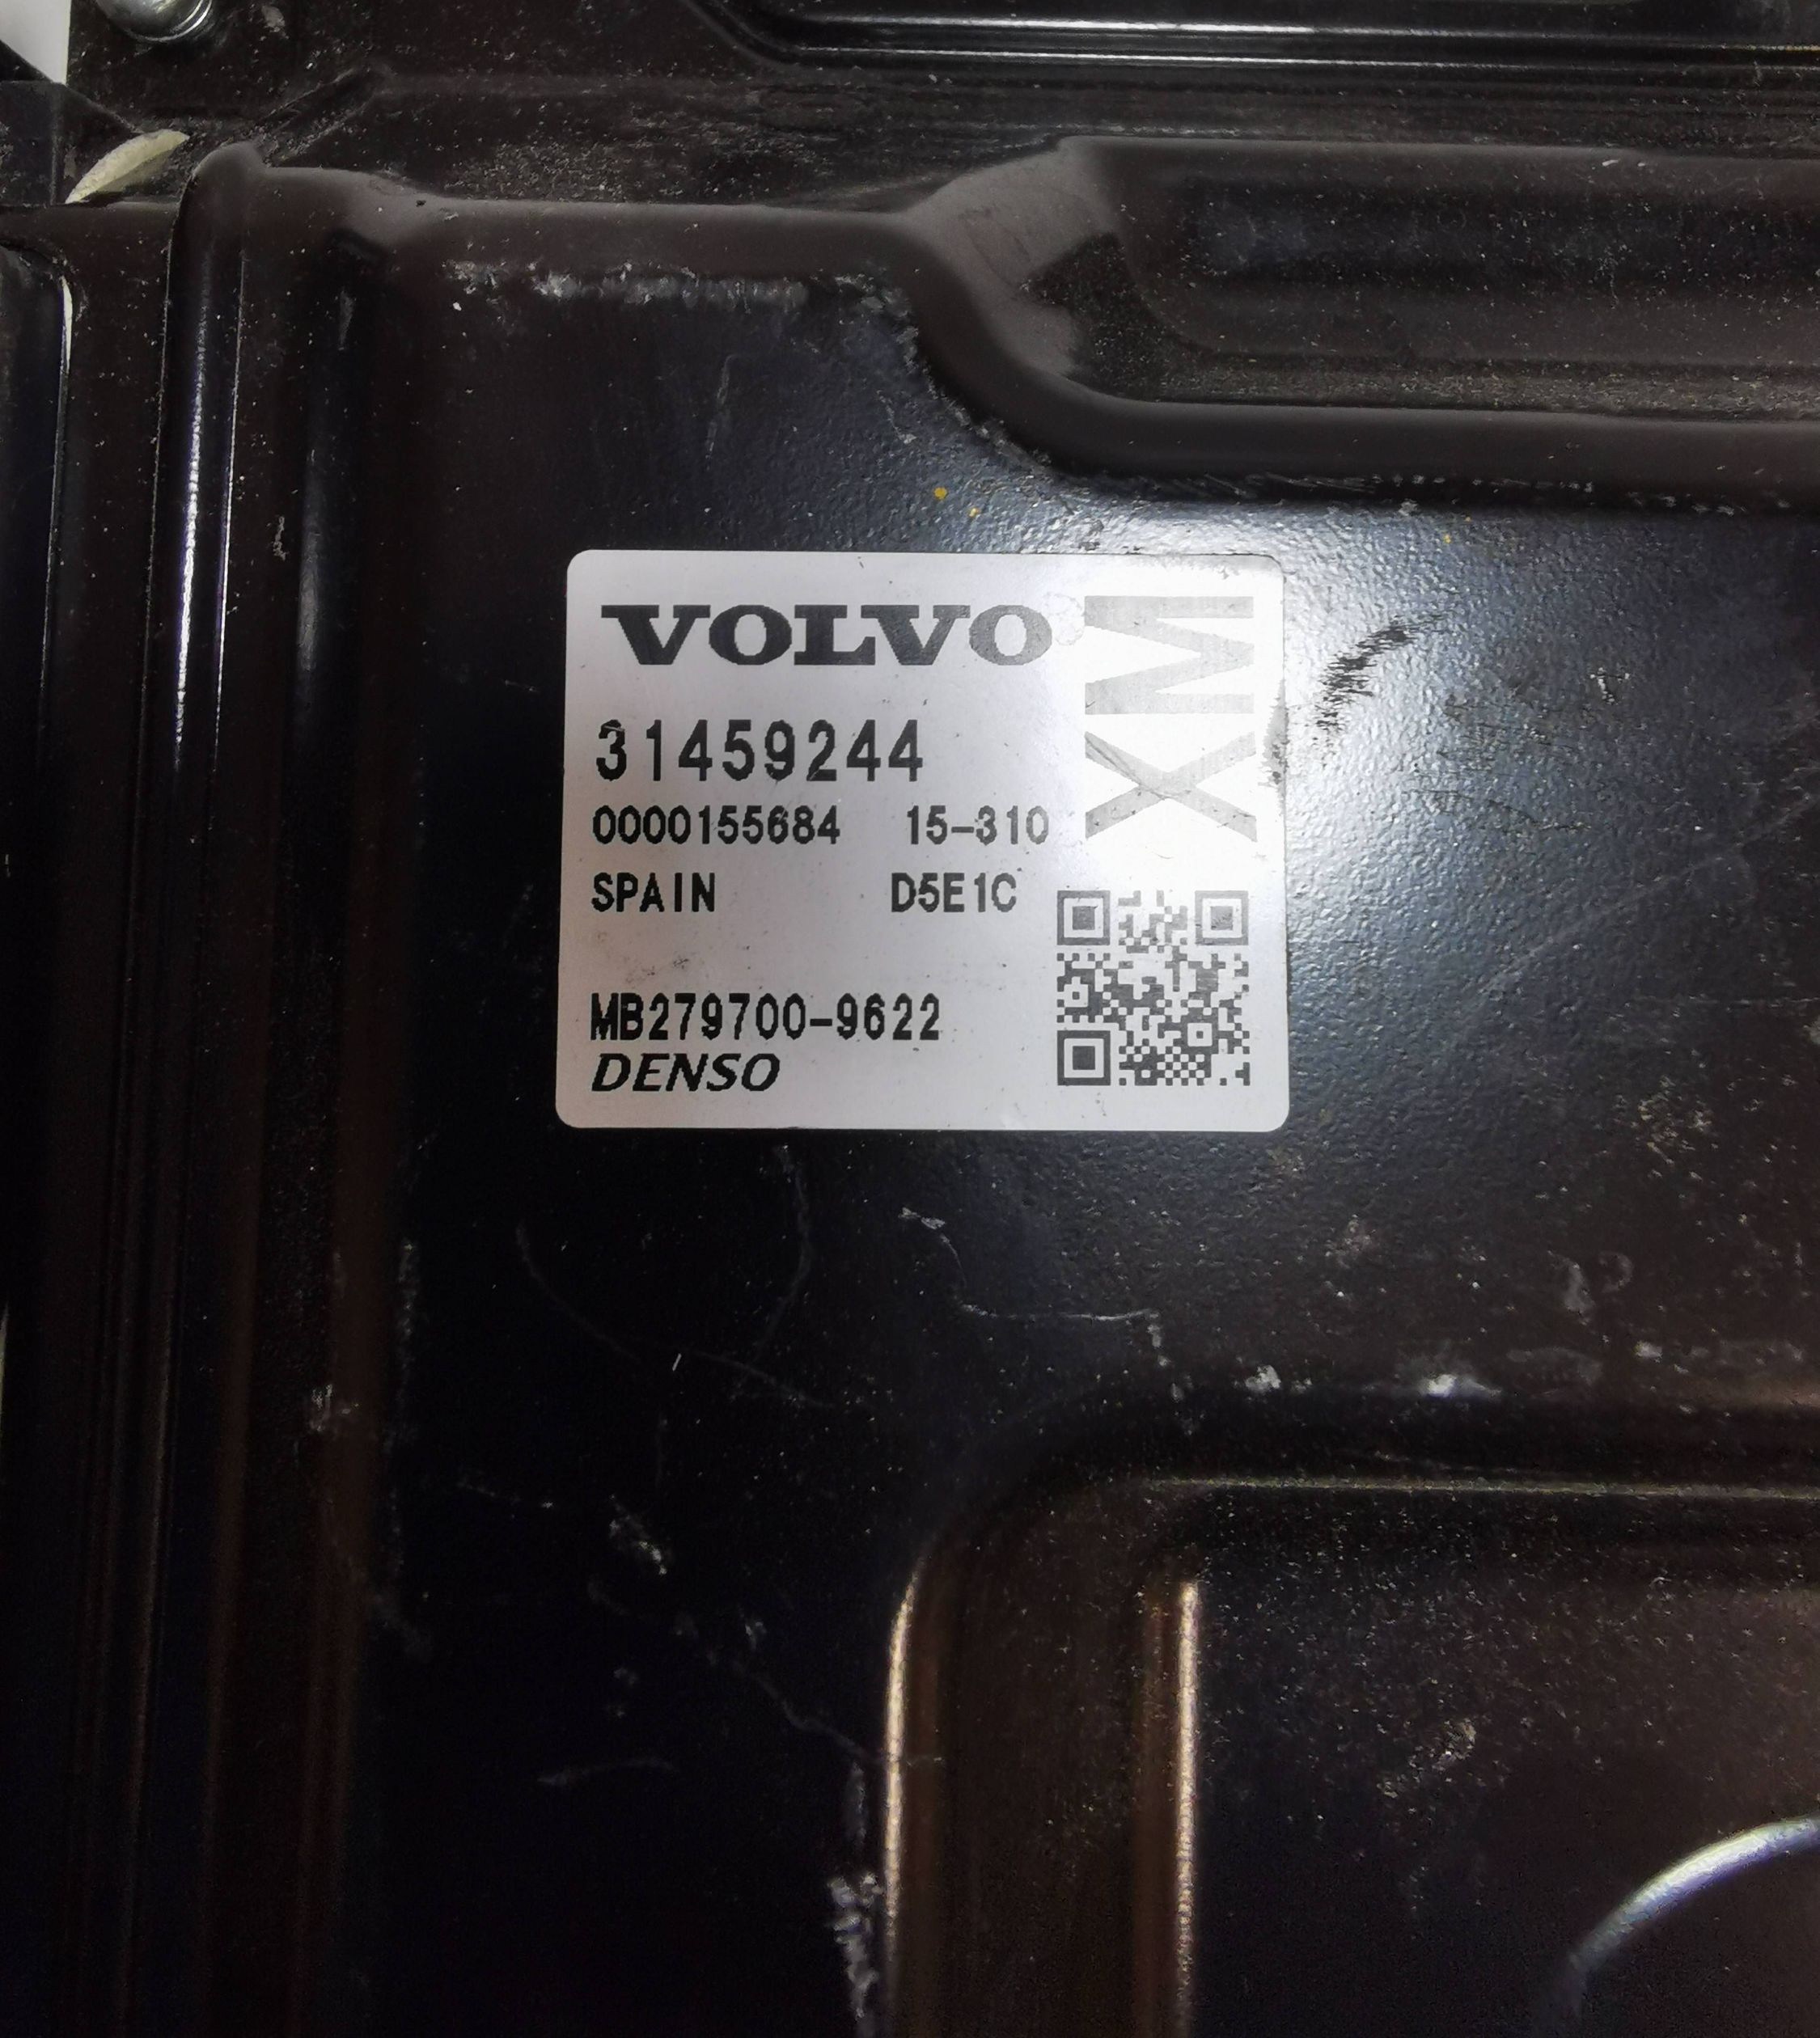 VOLVO
XM
31459244
0000155684 15-310
SPAIN D5E1C
MB279700-9622
DENSO